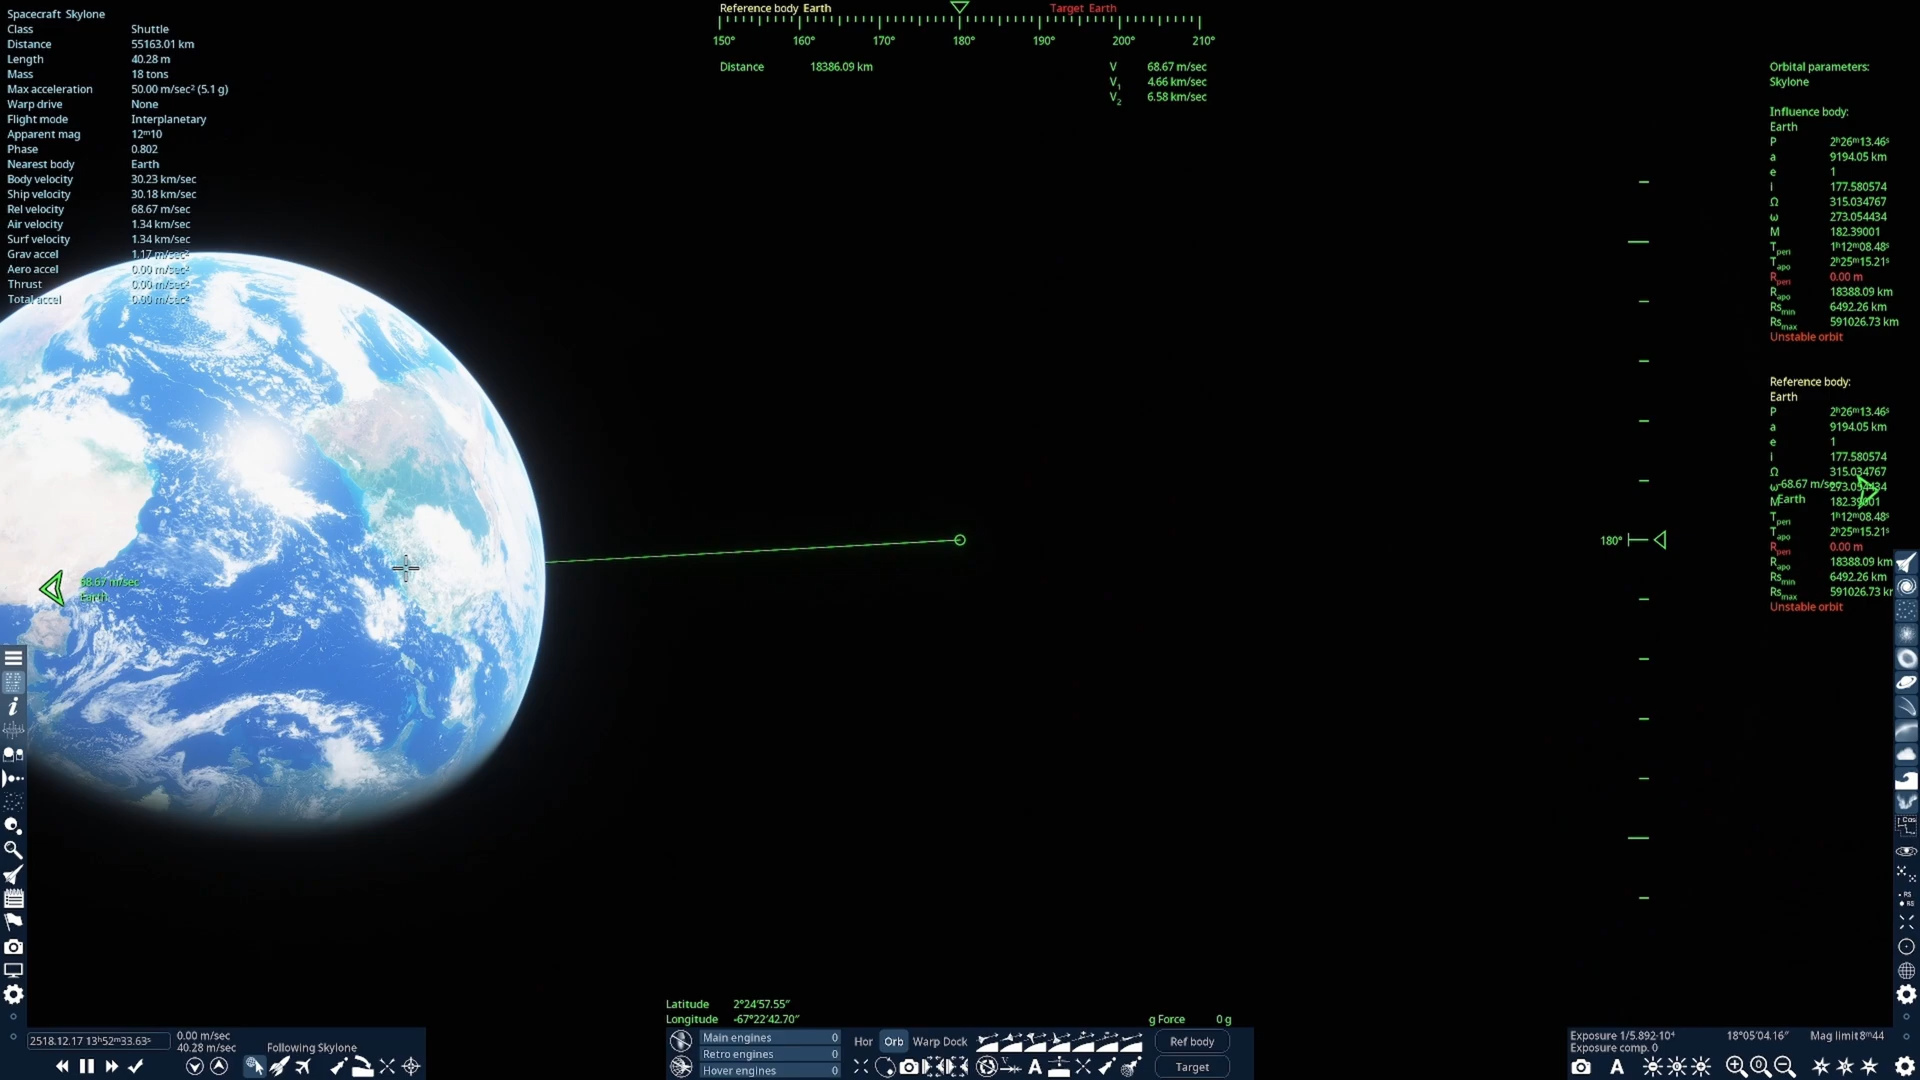 Spacecraft Skylone
Class Shuttle
Distance 55163.01 km
Length 40.28 m
Mass 18 tons
Max acceleration 50.00 m/sec² (5.1 g)
Warp drive None
Flight mode Interplanetary
Apparent mag 12ᵐ10
Phase 0.802
Nearest body Earth
Body velocity 30.23 km/sec
Ship velocity 30.18 km/sec
Rel velocity 68.67 m/sec
Air velocity 1.34 km/sec
Surf velocity 1.34 km/sec
Grav accel 1.17 m/sec²
Aero accel 0.00 m/sec²
Thrust 0.00 m/sec²
Total accel 0.00 m/sec²
Reference body Earth
Target Earth
150° 160° 170° 180° 190° 200° 210°
Distance 18386.09 km
V 68.67 m/sec
V₁ 4.66 km/sec
V₂ 6.58 km/sec
Orbital parameters:
Skylone
Influence body:
Earth
P 2ʰ26ᵐ13.46ˢ
a 9194.05 km
e 1
i 177.580574
Ω 315.034767
ω 273.054434
M 182.39001
Tperi 1ʰ12ᵐ08.48ˢ
Tapo 2ʰ25ᵐ15.21ˢ
Rperi 0.00 m
Rapo 18388.09 km
Rsmin 6492.26 km
Rsmax 591026.73 km
Unstable orbit
Reference body:
Earth
P 2ʰ26ᵐ13.46ˢ
a 9194.05 km
e 1
i 177.580574
Ω 315.034767
ω 273.054434
M 182.39001
Tperi 1ʰ12ᵐ08.48ˢ
Tapo 2ʰ25ᵐ15.21ˢ
Rperi 0.00 m
Rapo 18388.09 km
Rsmin 6492.26 km
Rsmax 591026.73 k
Unstable orbit
-68.67 m/sec
Earth
180°
68.67 m/sec
Earth
Latitude 2°24′57.55″
Longitude -67°22′42.70″
g Force 0 g
2518.12.17 13ʰ52ᵐ33.63ˢ
0.00 m/sec
40.28 m
Following Skylone
Main engines 0
Retro engines 0
Hover engines 0
Hor Orb Warp Dock
Ref body
Target
A
Exposure 1/5.892·10⁴
Exposure comp. 0
18°05′04.16″
Mag limit 8ᵐ44
A
Cas
RS
RS